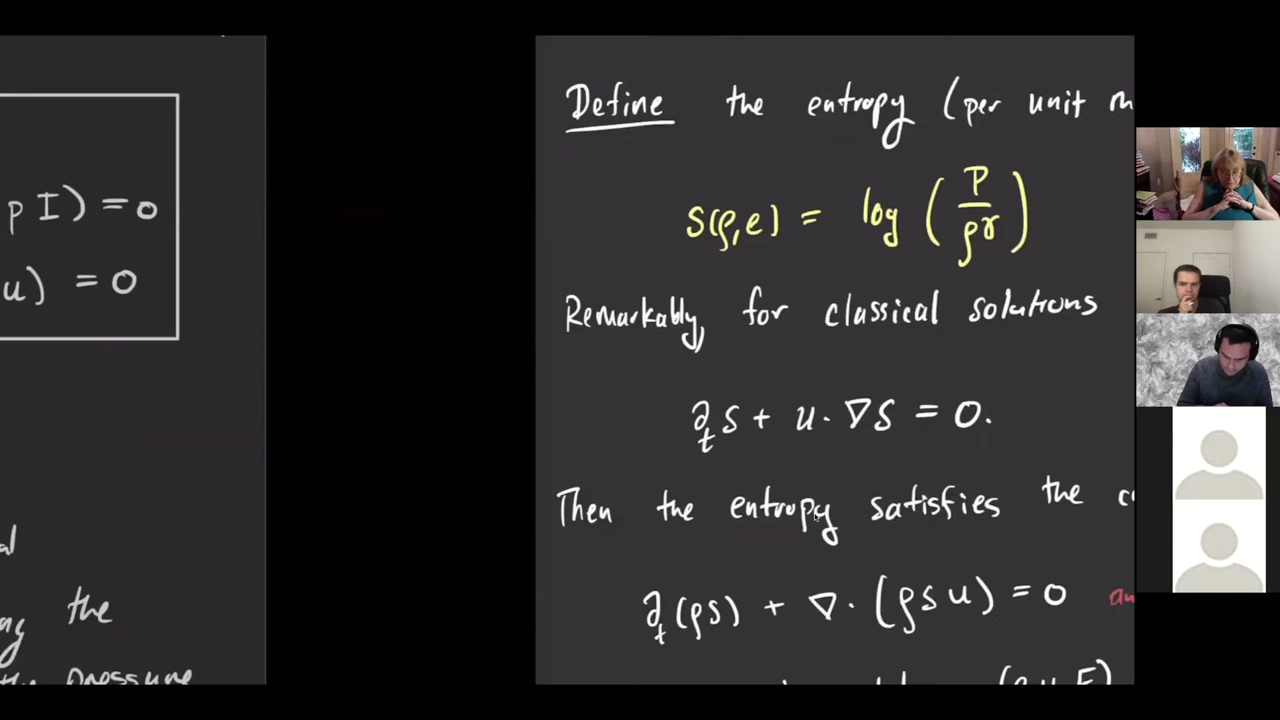 p I) = 0
u) = 0
the
pressure
Define the entropy (per unit
S(ρ,e) = log (P/ρ^γ)
Remarkably, for classical solutions
∂_t S + u · ∇S = 0.
Then the entropy satisfies the
∂_t(ρs) + ∇ · (ρsu) = 0